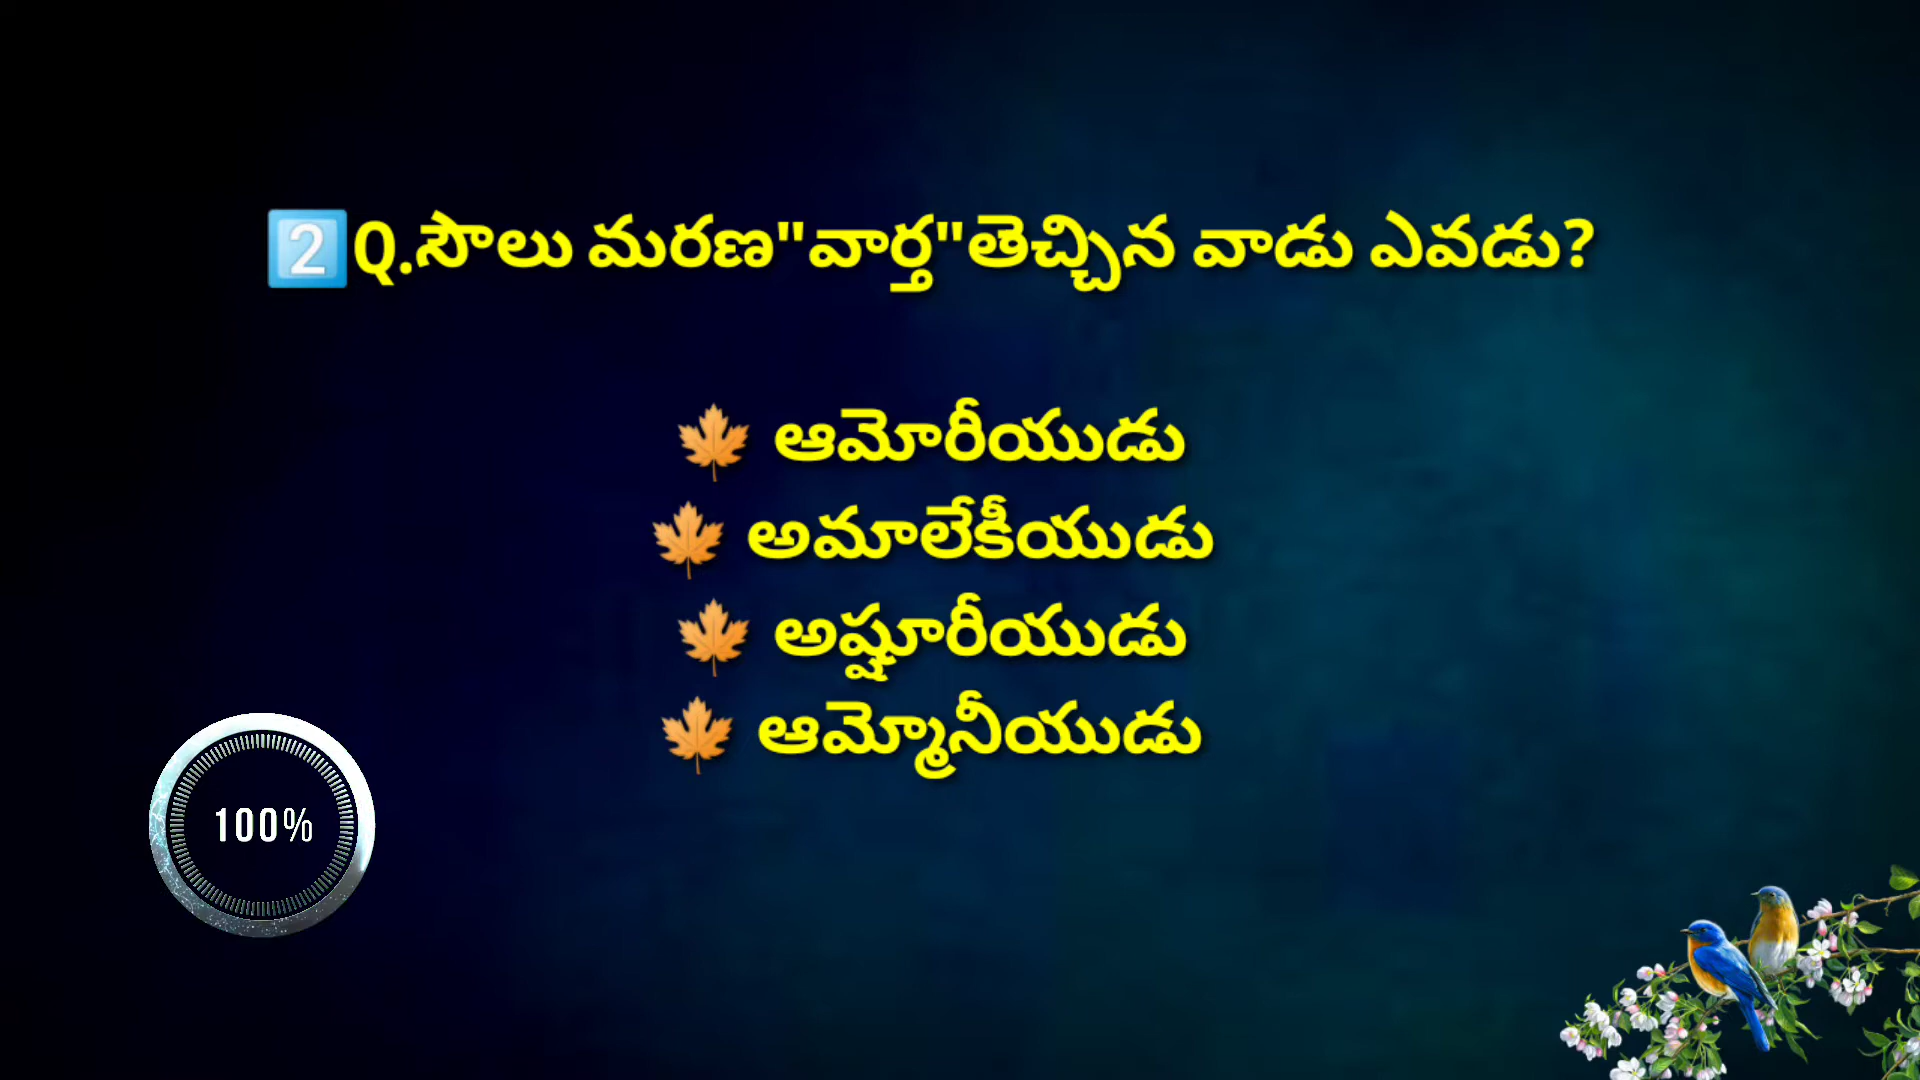 2️⃣Q.సౌలు మరణ"వార్త"తెచ్చిన వాడు ఎవడు?
🍁 ఆమోరీయుడు
🍁 అమాలేకీయుడు
🍁 అష్షూరీయుడు
🍁 ఆమ్మోనీయుడు
100%